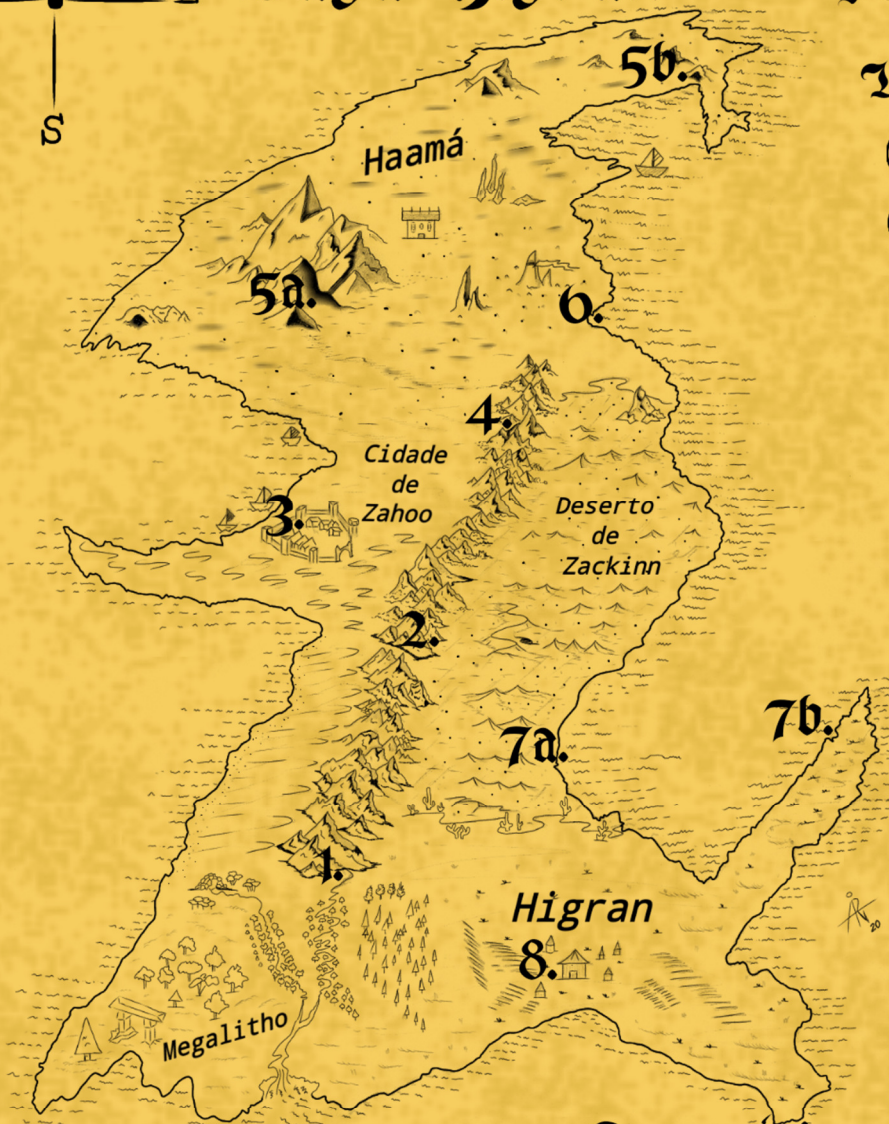 S
5b.
Haamá
5a.
6.
4.
Cidade
de
Zahoo
3.
Deserto
de
Zackinn
2.
7b.
7a.
1.
Higran
8.
20
Megalitho